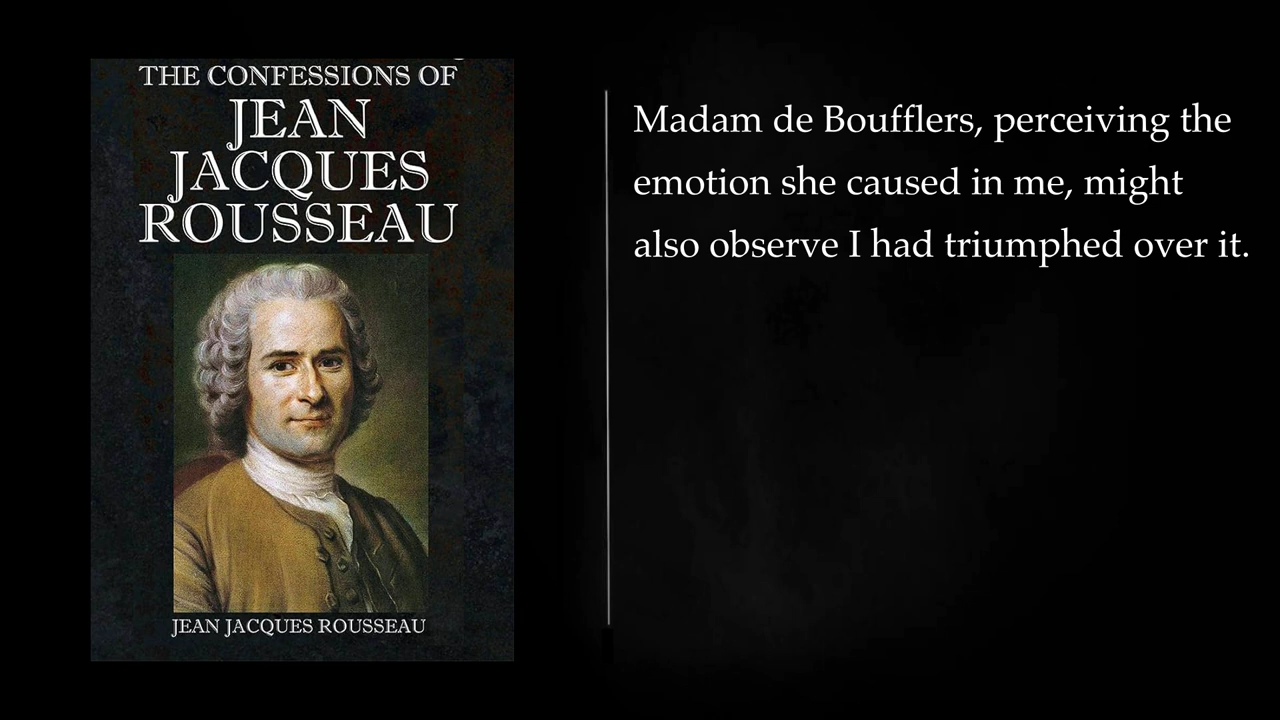 THE CONFESSIONS OF
JEAN
JACQUES
ROUSSEAU
JEAN JACQUES ROUSSEAU
Madam de Boufflers, perceiving the
emotion she caused in me, might
also observe I had triumphed over it.